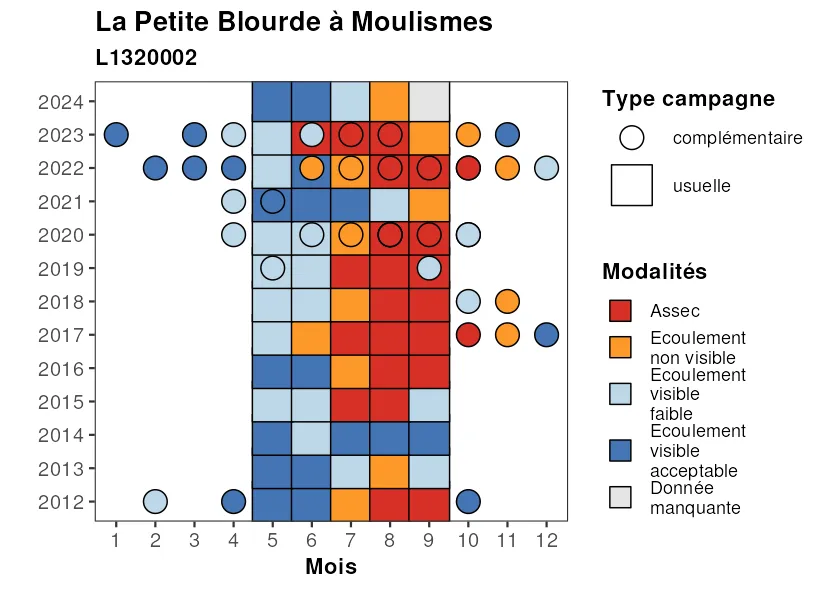 La Petite Blourde à Moulismes
L1320002
2024
2023
2022
2021
2020
2019
2018
2017
2016
2015
2014
2013
2012
1 2 3 4 5 6 7 8 9 10 11 12
Mois
Type campagne
complémentaire
usuelle
Modalités
Assec
Ecoulement
non visible
Ecoulement
visible
faible
Ecoulement
visible
acceptable
Donnée
manquante